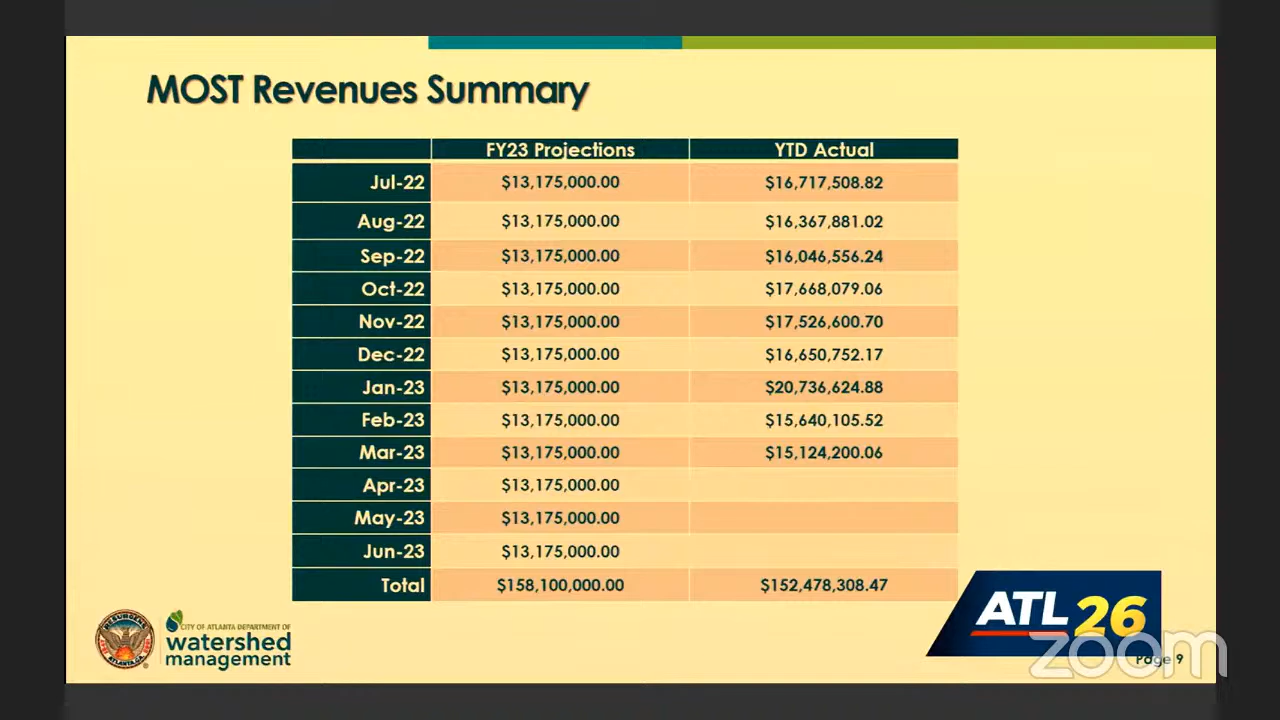 MOST Revenues Summary
FY23 Projections YTD Actual
Jul-22 $13,175,000.00 $16,717,508.82
Aug-22 $13,175,000.00 $16,367,881.02
Sep-22 $13,175,000.00 $16,046,556.24
Oct-22 $13,175,000.00 $17,668,079.06
Nov-22 $13,175,000.00 $17,526,600.70
Dec-22 $13,175,000.00 $16,650,752.17
Jan-23 $13,175,000.00 $20,736,624.88
Feb-23 $13,175,000.00 $15,640,105.52
Mar-23 $13,175,000.00 $15,124,200.06
Apr-23 $13,175,000.00
May-23 $13,175,000.00
Jun-23 $13,175,000.00
Total $158,100,000.00 $152,478,308.47
RESURGENS
ATLANTA, GA.
CITY OF ATLANTA DEPARTMENT OF
watershed
management
ATL 26
zoom
Page 9